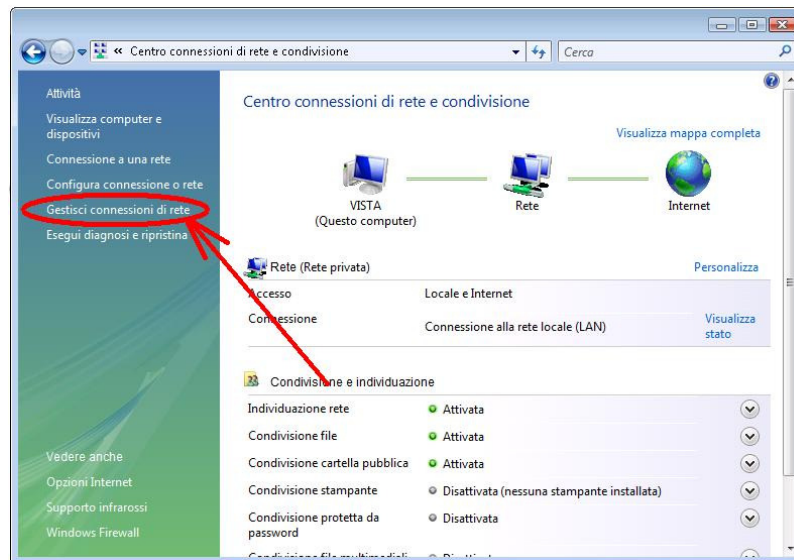 Centro connessioni di rete e condivisione
Cerca
Attività
Visualizza computer e
dispositivi
Connessione a una rete
Configura connessione o rete
Gestisci connessioni di rete
Esegui diagnosi e ripristina
Vedere anche
Opzioni Internet
Supporto infrarossi
Windows Firewall
Centro connessioni di rete e condivisione
Visualizza mappa completa
VISTA
(Questo computer)
Rete
Internet
Rete (Rete privata)
Personalizza
Accesso
Locale e Internet
Connessione
Connessione alla rete locale (LAN)
Visualizza
stato
Condivisione e individuazione
Individuazione rete
Attivata
Condivisione file
Attivata
Condivisione cartella pubblica
Attivata
Condivisione stampante
Disattivata (nessuna stampante installata)
Condivisione protetta da
password
Disattivata